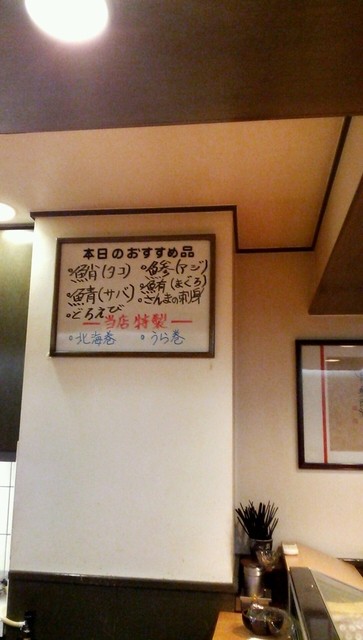 本日のおすすめ品
◦鮹(タコ) ◦鯵(アジ)
◦鯖(サバ) ◦鮪(まぐろ)
◦さんまの刺身
◦どろえび
— 当店特製 —
◦北海巻 ◦うら巻